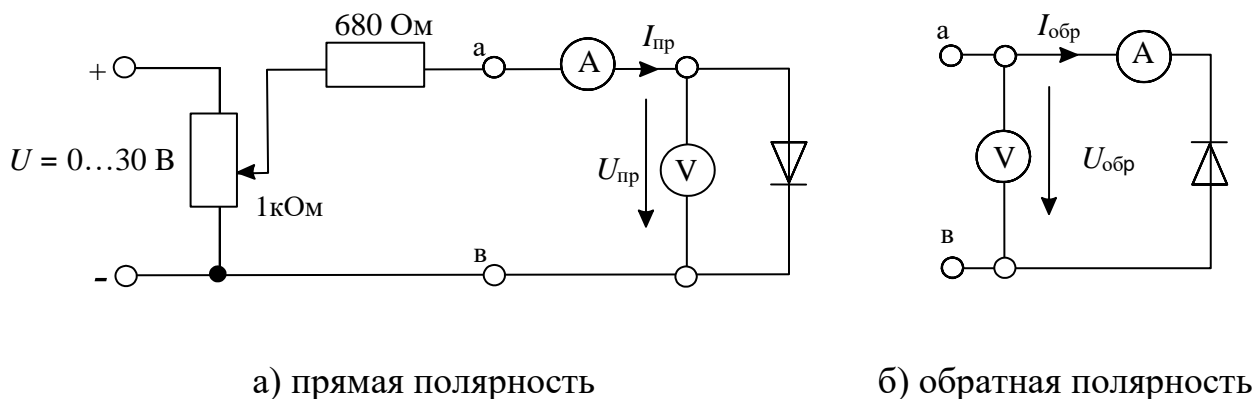 680 Ом
+
U = 0…30 В
1кОм
-
а
A
Iпр
Uпр
V
в
а) прямая полярность
а
Iобр
A
V
Uобр
в
б) обратная полярность